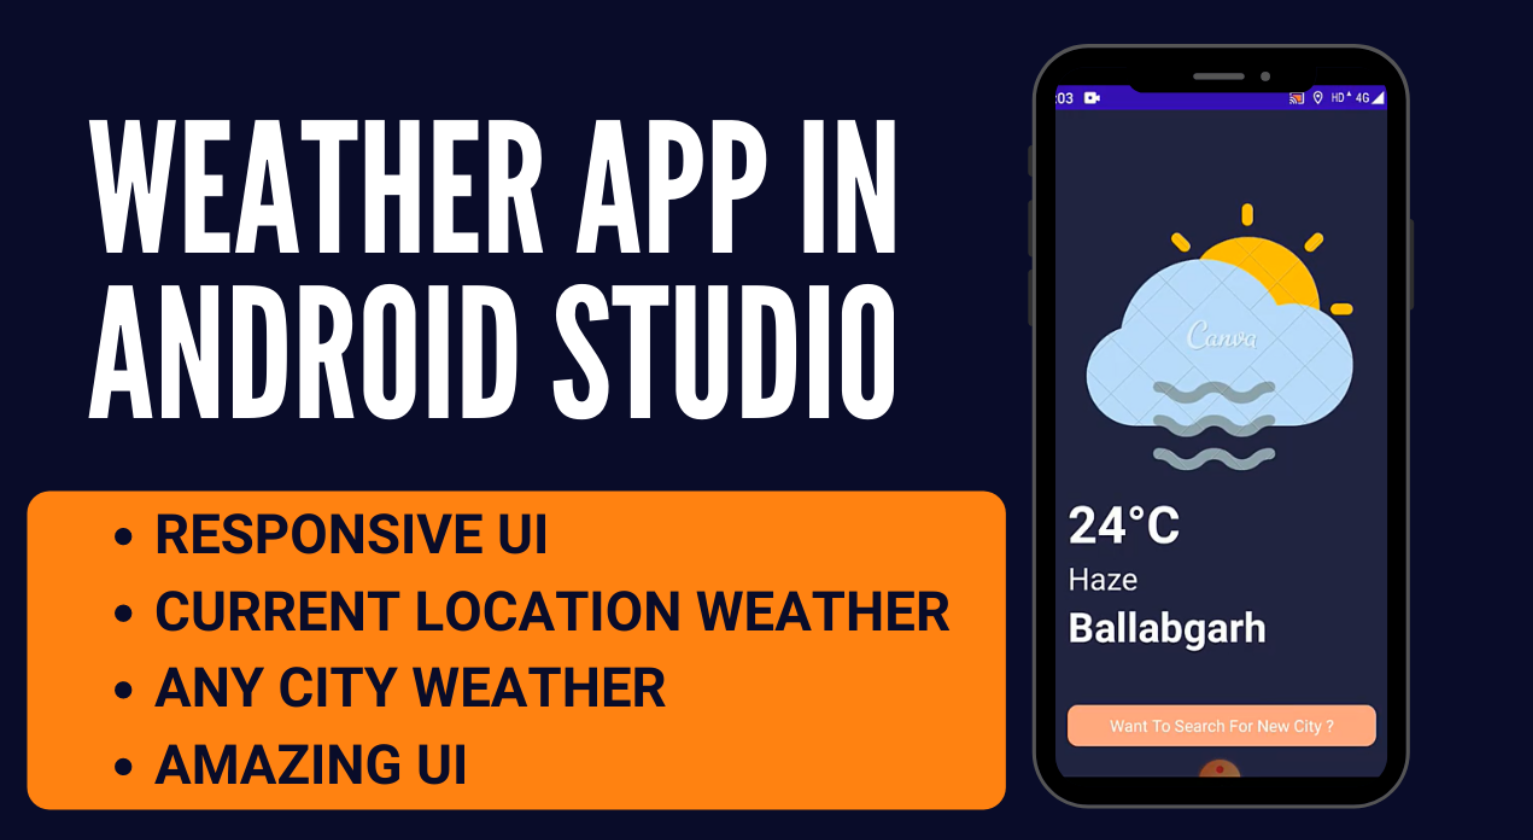 WEATHER APP IN
ANDROID STUDIO
• RESPONSIVE UI
• CURRENT LOCATION WEATHER
• ANY CITY WEATHER
• AMAZING UI
:03 HD 4G
Canva
24°C
Haze
Ballabgarh
Want To Search For New City ?